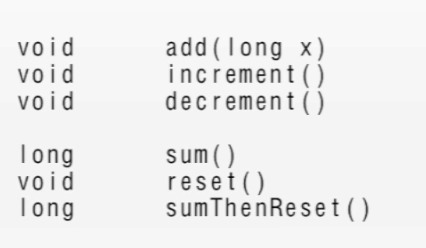 void add(long x)
void increment()
void decrement()
long sum()
void reset()
long sumThenReset()